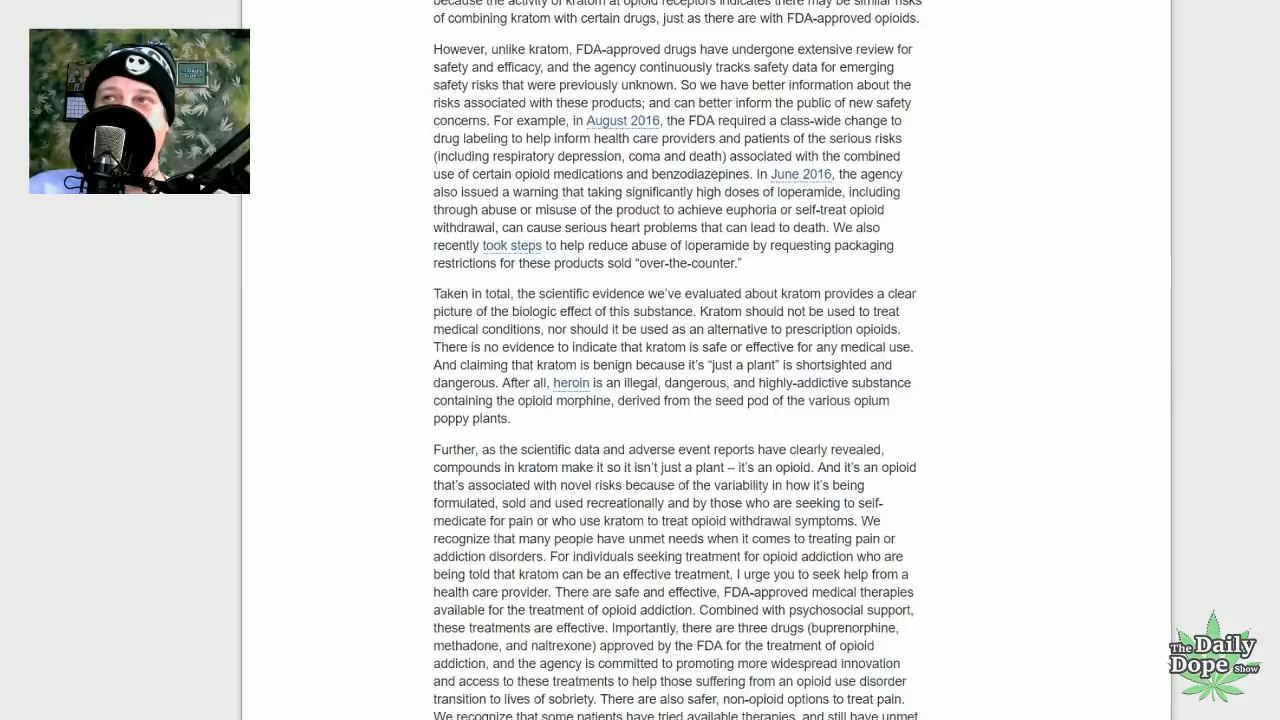 because the activity of kratom at opioid receptors indicates there may be similar risks
of combining kratom with certain drugs, just as there are with FDA-approved opioids.
However, unlike kratom, FDA-approved drugs have undergone extensive review for
safety and efficacy, and the agency continuously tracks safety data for emerging
safety risks that were previously unknown. So we have better information about the
risks associated with these products; and can better inform the public of new safety
concerns. For example, in August 2016, the FDA required a class-wide change to
drug labeling to help inform health care providers and patients of the serious risks
(including respiratory depression, coma and death) associated with the combined
use of certain opioid medications and benzodiazepines. In June 2016, the agency
also issued a warning that taking significantly high doses of loperamide, including
through abuse or misuse of the product to achieve euphoria or self-treat opioid
withdrawal, can cause serious heart problems that can lead to death. We also
recently took steps to help reduce abuse of loperamide by requesting packaging
restrictions for these products sold “over-the-counter.”
Taken in total, the scientific evidence we’ve evaluated about kratom provides a clear
picture of the biologic effect of this substance. Kratom should not be used to treat
medical conditions, nor should it be used as an alternative to prescription opioids.
There is no evidence to indicate that kratom is safe or effective for any medical use.
And claiming that kratom is benign because it’s “just a plant” is shortsighted and
dangerous. After all, heroin is an illegal, dangerous, and highly-addictive substance
containing the opioid morphine, derived from the seed pod of the various opium
poppy plants.
Further, as the scientific data and adverse event reports have clearly revealed,
compounds in kratom make it so it isn’t just a plant – it’s an opioid. And it’s an opioid
that’s associated with novel risks because of the variability in how it’s being
formulated, sold and used recreationally and by those who are seeking to self-
medicate for pain or who use kratom to treat opioid withdrawal symptoms. We
recognize that many people have unmet needs when it comes to treating pain or
addiction disorders. For individuals seeking treatment for opioid addiction who are
being told that kratom can be an effective treatment, I urge you to seek help from a
health care provider. There are safe and effective, FDA-approved medical therapies
available for the treatment of opioid addiction. Combined with psychosocial support,
these treatments are effective. Importantly, there are three drugs (buprenorphine,
methadone, and naltrexone) approved by the FDA for the treatment of opioid
addiction, and the agency is committed to promoting more widespread innovation
and access to these treatments to help those suffering from an opioid use disorder
transition to lives of sobriety. There are also safer, non-opioid options to treat pain.
We recognize that some patients have tried available therapies, and still have unmet
The Daily
Dope Show